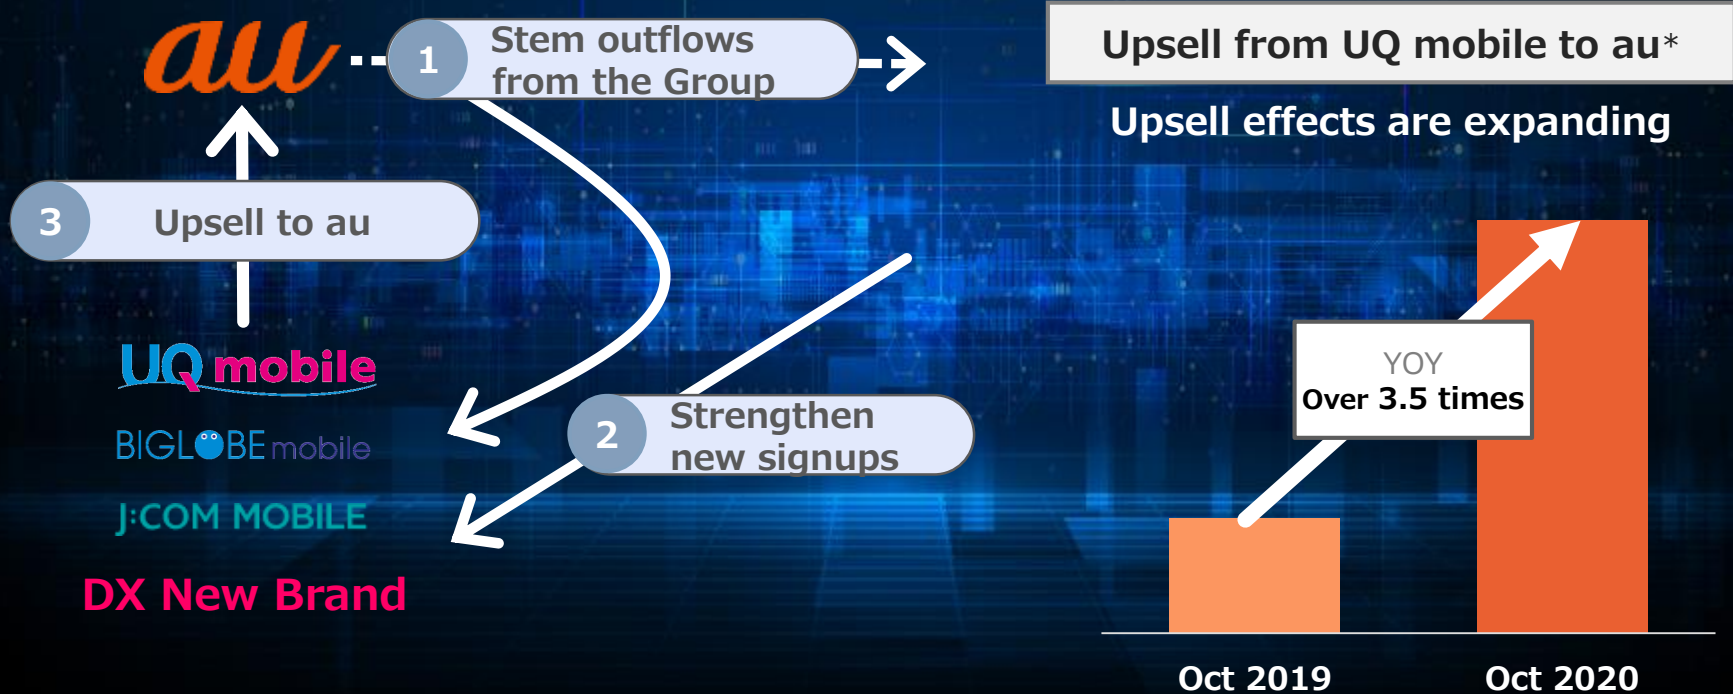 au
1
Stem outflows
from the Group
3
Upsell to au
UQ mobile
BIGLOBE mobile
J:COM MOBILE
DX New Brand
2
Strengthen
new signups
Upsell from UQ mobile to au*
Upsell effects are expanding
YOY
Over 3.5 times
Oct 2019
Oct 2020